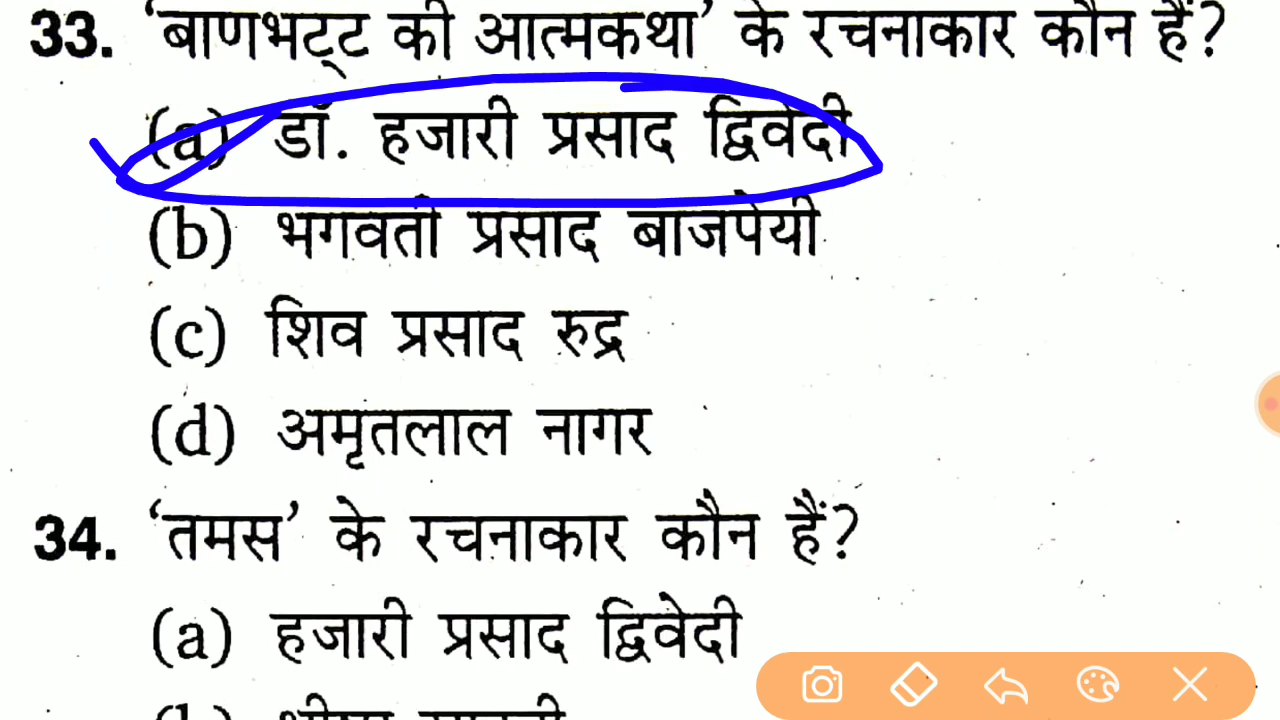 33. 'बाणभट्ट की आत्मकथा' के रचनाकार कौन हैं?
(a) डॉ. हजारी प्रसाद द्विवेदी
(b) भगवती प्रसाद बाजपेयी
(c) शिव प्रसाद रुद्र
(d) अमृतलाल नागर
34. 'तमस' के रचनाकार कौन हैं?
(a) हजारी प्रसाद द्विवेदी